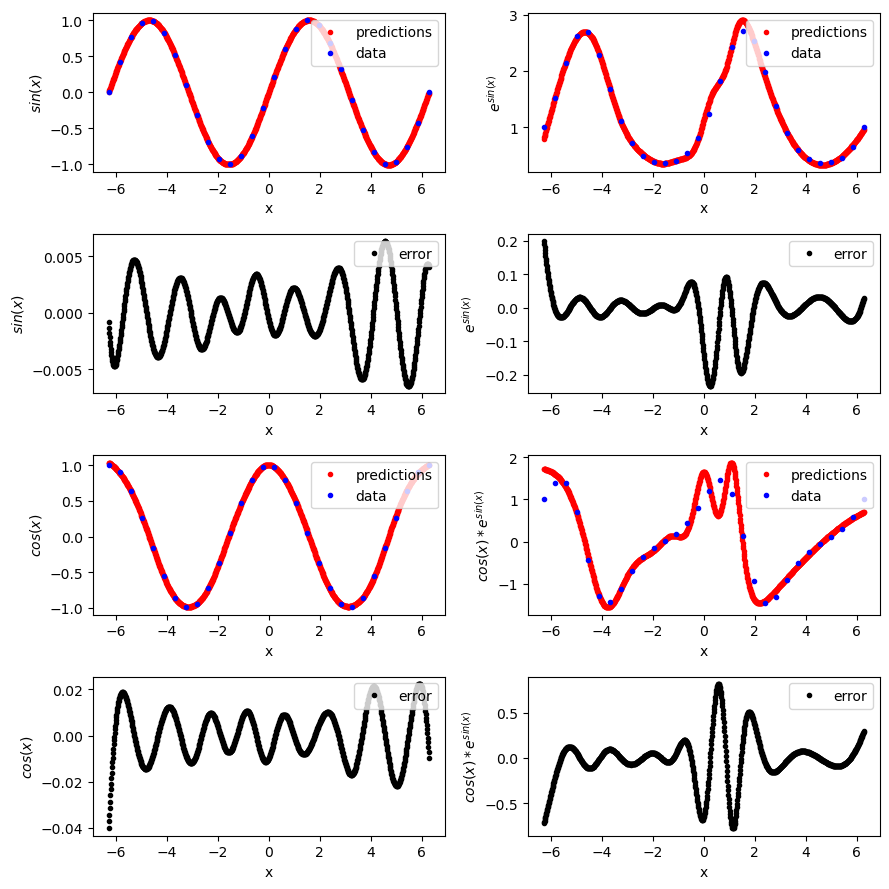 1.0
0.5
0.0
−0.5
−1.0
sin(x)
−6 −4 −2 0 2 4 6
x
predictions
data
3
2
1
e^sin(x)
−6 −4 −2 0 2 4 6
x
predictions
data
0.005
0.000
−0.005
sin(x)
−6 −4 −2 0 2 4 6
x
error
0.2
0.1
0.0
−0.1
−0.2
e^sin(x)
−6 −4 −2 0 2 4 6
x
error
1.0
0.5
0.0
−0.5
−1.0
cos(x)
−6 −4 −2 0 2 4 6
x
predictions
data
2
1
0
−1
cos(x) * e^sin(x)
−6 −4 −2 0 2 4 6
x
predictions
data
0.02
0.00
−0.02
−0.04
cos(x)
−6 −4 −2 0 2 4 6
x
error
0.5
0.0
−0.5
cos(x) * e^sin(x)
−6 −4 −2 0 2 4 6
x
error